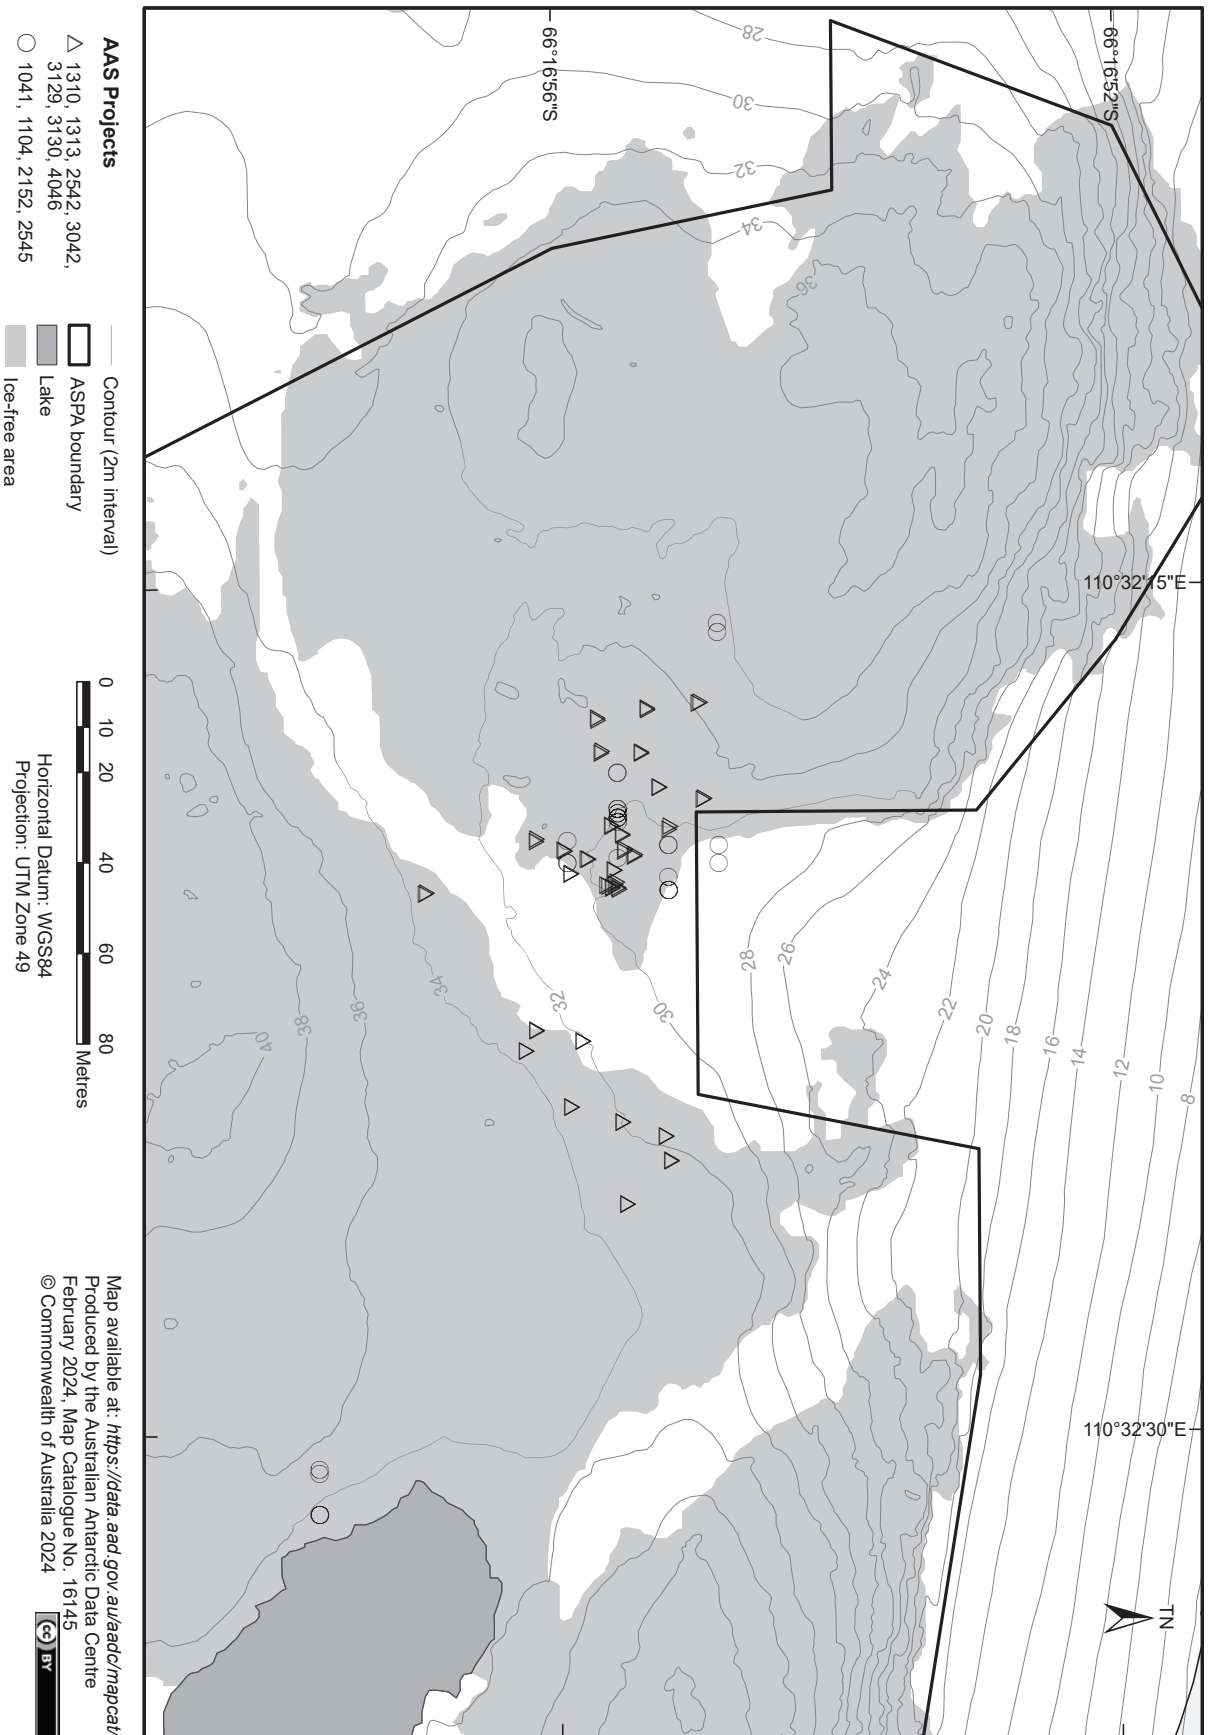 66°16'52"S
66°16'56"S
110°32'15"E
110°32'30"E
TN
28
30
32
34
36
28
26
24
22
20
18
16
14
12
10
8
30
32
34
36
38
40
AAS Projects
1310, 1313, 2542, 3042,
3129, 3130, 4046
1041, 1104, 2152, 2545
Contour (2m interval)
ASPA boundary
Lake
Ice-free area
0 10 20 40 60 80
Metres
Horizontal Datum: WGS84
Projection: UTM Zone 49
Map available at: https://data.aad.gov.au/aadc/mapcat/
Produced by the Australian Antarctic Data Centre
February 2024, Map Catalogue No. 16145
© Commonwealth of Australia 2024
cc BY